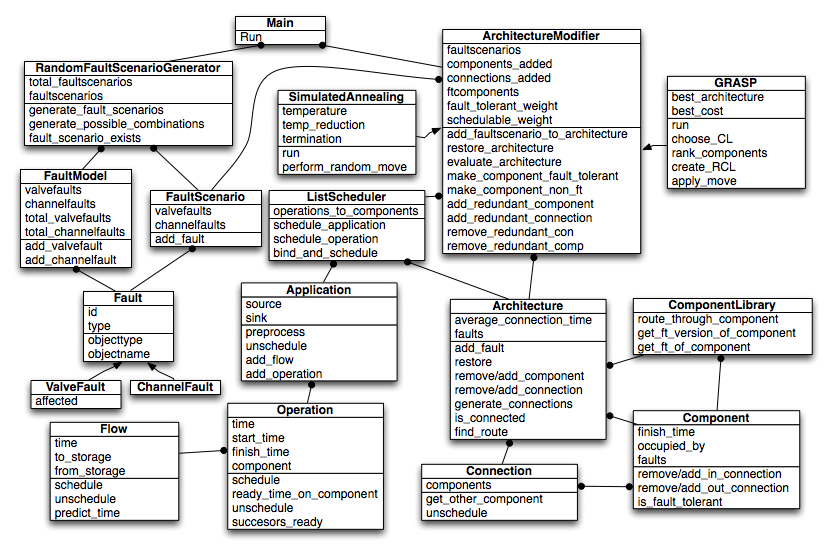 Main
Run
RandomFaultScenarioGenerator
total_faultscenarios
faultscenarios
generate_fault_scenarios
generate_possible_combinations
fault_scenario_exists
SimulatedAnnealing
temperature
temp_reduction
termination
run
perform_random_move
ArchitectureModifier
faultscenarios
components_added
connections_added
ftcomponents
fault_tolerant_weight
schedulable_weight
add_faultscenario_to_architecture
restore_architecture
evaluate_architecture
make_component_fault_tolerant
make_component_non_ft
add_redundant_component
add_redundant_connection
remove_redundant_con
remove_redundant_comp
GRASP
best_architecture
best_cost
run
choose_CL
rank_components
create_RCL
apply_move
FaultModel
valvefaults
channelfaults
total_valvefaults
total_channelfaults
add_valvefault
add_channelfault
FaultScenario
valvefaults
channelfaults
add_fault
ListScheduler
operations_to_components
schedule_application
schedule_operation
bind_and_schedule
Fault
id
type
objecttype
objectname
Application
source
sink
preprocess
unschedule
add_flow
add_operation
Architecture
average_connection_time
faults
add_fault
restore
remove/add_component
remove/add_connection
generate_connections
is_connected
find_route
ComponentLibrary
route_through_component
get_ft_version_of_component
get_ft_of_component
ValveFault
affected
ChannelFault
Flow
time
to_storage
from_storage
schedule
unschedule
predict_time
Operation
time
start_time
finish_time
component
schedule
ready_time_on_component
unschedule
succesors_ready
Connection
components
get_other_component
unschedule
Component
finish_time
occupied_by
faults
remove/add_in_connection
remove/add_out_connection
is_fault_tolerant